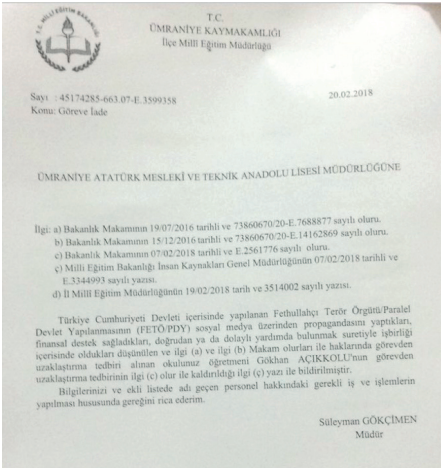 T.C.
ÜMRANİYE KAYMAKAMLIĞI
İlçe Millî Eğitim Müdürlüğü
Sayı : 45174285-663.07-E.3599358
20.02.2018
Konu: Göreve İade
ÜMRANİYE ATATÜRK MESLEKİ VE TEKNİK ANADOLU LİSESİ MÜDÜRLÜĞÜNE
İlgi: a) Bakanlık Makamının 19/07/2016 tarihli ve 73860670/20-E.7688877 sayılı oluru.
b) Bakanlık Makamının 15/12/2016 tarihli ve 73860670/20-E.14162869 sayılı oluru.
c) Bakanlık Makamının 07/02/2018 tarihli ve E.2561776 sayılı oluru.
ç) Milli Eğitim Bakanlığı İnsan Kaynakları Genel Müdürlüğünün 07/02/2018 tarihli ve
E.3344993 sayılı yazısı.
d) İl Millî Eğitim Müdürlüğünün 19/02/2018 tarih ve 3514002 sayılı yazısı.
Türkiye Cumhuriyeti Devleti içerisinde yapılanan Fethullahçı Terör Örgütü/Paralel
Devlet Yapılanmasının (FETÖ/PDY) sosyal medya üzerinden propagandasını yaptıkları,
finansal destek sağladıkları, doğrudan ya da dolaylı yardımda bulunmak suretiyle işbirliği
içerisinde oldukları düşünülen ve ilgi (a) ve ilgi (b) Makam olurları ile haklarında görevden
uzaklaştırma tedbiri alınan okulunuz öğretmeni Gökhan AÇIKKOLU'nun görevden
uzaklaştırma tedbirinin ilgi (c) olur ile kaldırıldığı ilgi (ç) yazı ile bildirilmiştir.
Bilgilerinizi ve ekli listede adı geçen personel hakkındaki gerekli iş ve işlemlerin
yapılması hususunda gereğini rica ederim.
Süleyman GÖKÇİMEN
Müdür